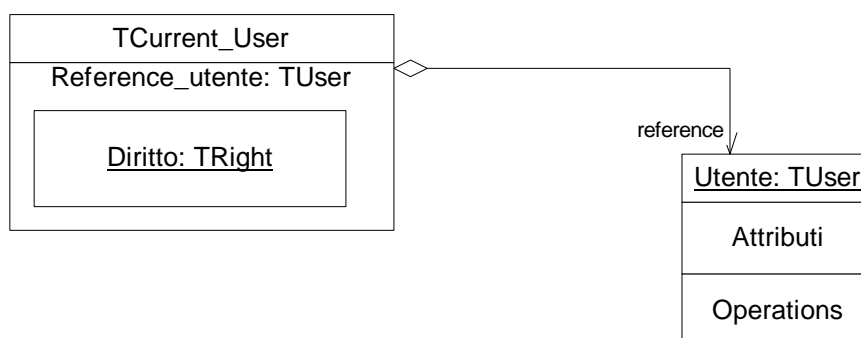 TCurrent_User
Reference_utente: TUser
Diritto: TRight
reference
Utente: TUser
Attributi
Operations